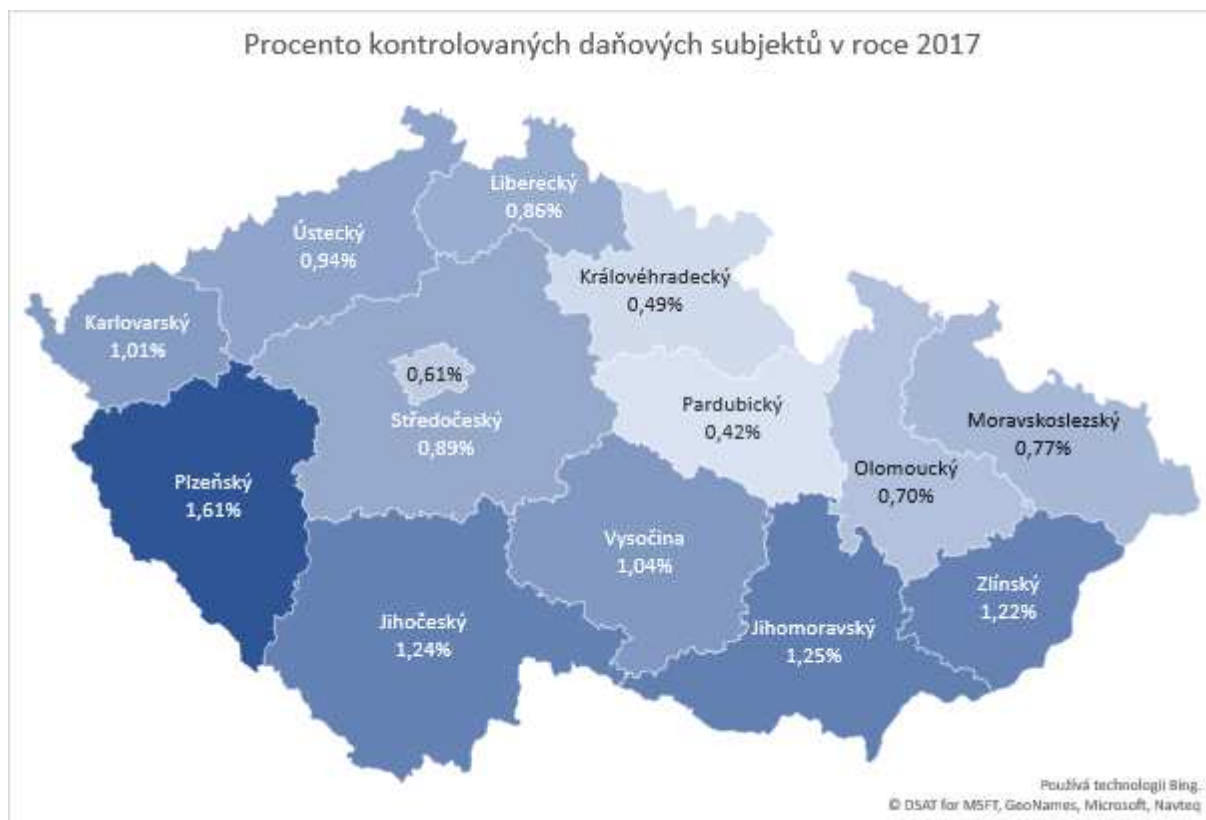 Procento kontrolovaných daňových subjektů v roce 2017
Liberecký
0,86%
Ústecký
0,94%
Královéhradecký
0,49%
Karlovarský
1,01%
0,61%
Středočeský
0,89%
Pardubický
0,42%
Moravskoslezský
0,77%
Olomoucký
0,70%
Plzeňský
1,61%
Vysočina
1,04%
Zlínský
1,22%
Jihočeský
1,24%
Jihomoravský
1,25%
Používá technologii Bing.
© DSAT for MSFT, GeoNames, Microsoft, Navteq